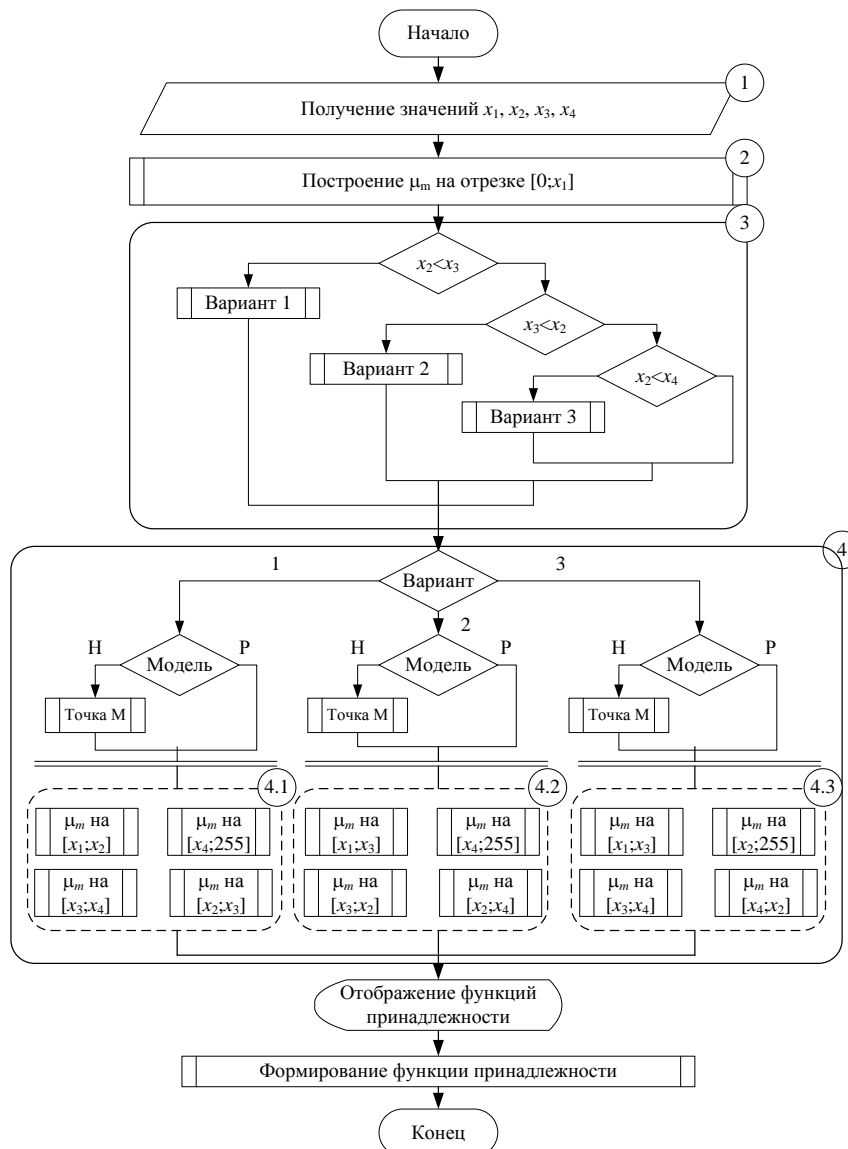 Начало
1
Получение значений x₁, x₂, x₃, x₄
2
Построение μₘ на отрезке [0;x₁]
3
x₂<x₃
Вариант 1
x₃<x₂
Вариант 2
x₂<x₄
Вариант 3
4
1
Вариант
3
2
Н
Модель
Р
Н
Модель
Р
Н
Модель
Р
Точка М
Точка М
Точка М
4.1
4.2
4.3
μₘ на
[x₁;x₂]
μₘ на
[x₄;255]
μₘ на
[x₃;x₄]
μₘ на
[x₂;x₃]
μₘ на
[x₁;x₃]
μₘ на
[x₄;255]
μₘ на
[x₃;x₂]
μₘ на
[x₂;x₄]
μₘ на
[x₁;x₃]
μₘ на
[x₂;255]
μₘ на
[x₃;x₄]
μₘ на
[x₄;x₂]
Отображение функций
принадлежности
Формирование функции принадлежности
Конец